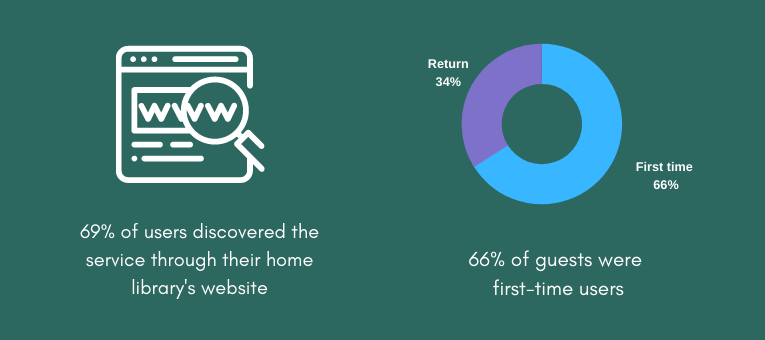 WWW
69% of users discovered the
service through their home
library's website
Return
34%
First time
66%
66% of guests were
first-time users